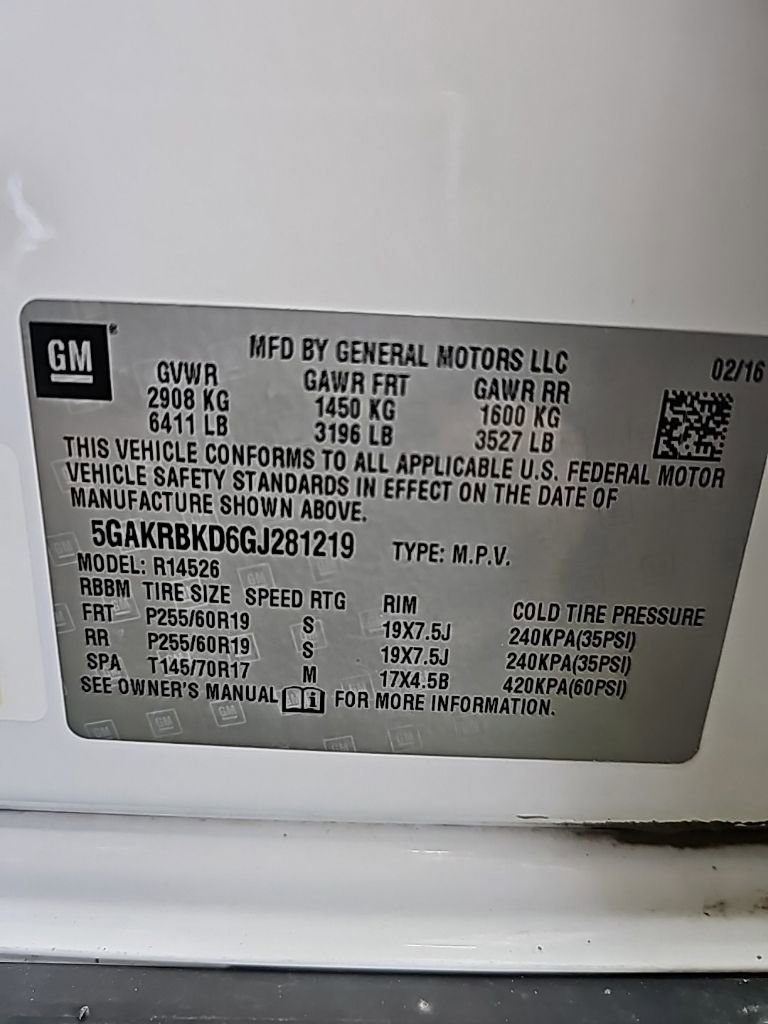 GM®
MFD BY GENERAL MOTORS LLC 02/16
GVWR GAWR FRT GAWR RR
2908 KG 1450 KG 1600 KG
6411 LB 3196 LB 3527 LB
THIS VEHICLE CONFORMS TO ALL APPLICABLE U.S. FEDERAL MOTOR
VEHICLE SAFETY STANDARDS IN EFFECT ON THE DATE OF
MANUFACTURE SHOWN ABOVE.
5GAKRBKD6GJ281219 TYPE: M.P.V.
MODEL: R14526
RBBM TIRE SIZE SPEED RTG RIM COLD TIRE PRESSURE
FRT P255/60R19 S 19X7.5J 240KPA(35PSI)
RR P255/60R19 S 19X7.5J 240KPA(35PSI)
SPA T145/70R17 M 17X4.5B 420KPA(60PSI)
SEE OWNER'S MANUAL i FOR MORE INFORMATION.